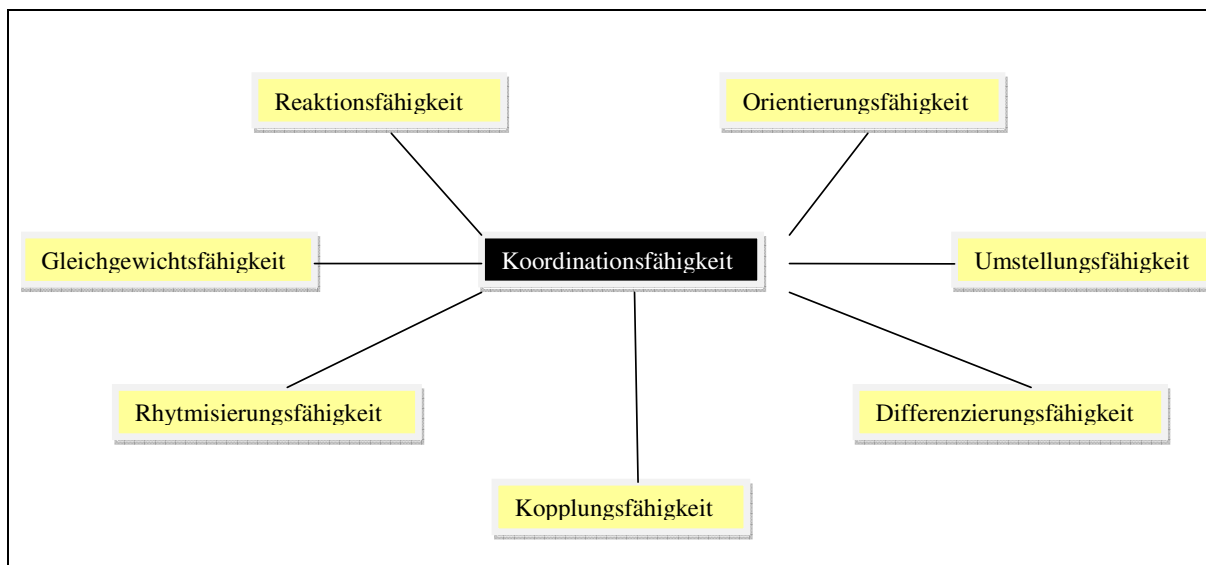 Reaktionsfähigkeit
Orientierungsfähigkeit
Gleichgewichtsfähigkeit
Koordinationsfähigkeit
Umstellungsfähigkeit
Rhytmisierungsfähigkeit
Differenzierungsfähigkeit
Kopplungsfähigkeit